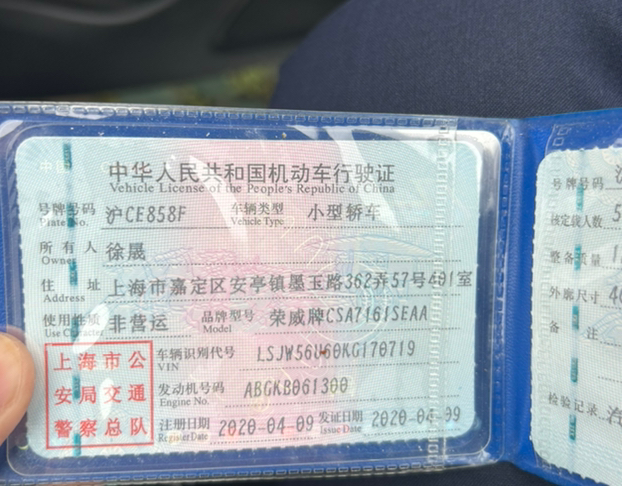 中华人民共和国机动车行驶证
Vehicle License of the People's Republic of China
号牌号码 沪CE858F 车辆类型 小型轿车
Plate No. Vehicle Type
所有人 徐晟
Owner
住址 上海市嘉定区安亭镇墨玉路362弄57号401室
Address
使用性质 非营运 品牌型号 荣威牌CSA7161SEAA
Use Character Model
上海市公
安局交通
警察总队
车辆识别代号 LSJW56U60KG170719
VIN
发动机号码 ABGKB061300
Engine No.
注册日期 2020-04-09 发证日期 2020-04-09
Register Date Issue Date
号牌号码
核定载人数 5
整备质量
外廓尺寸
备注
检验记录